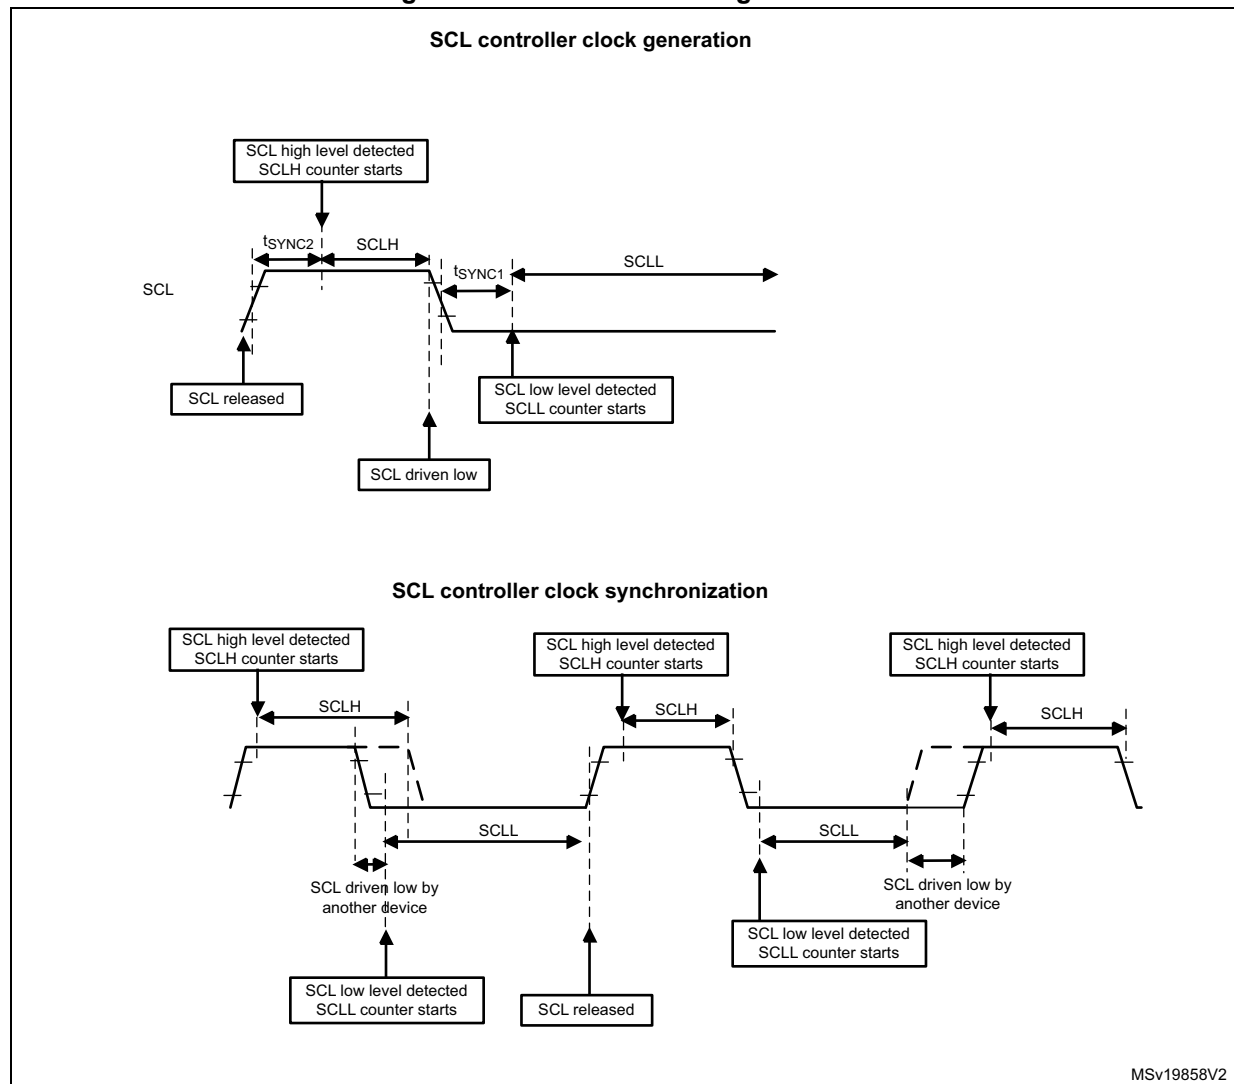 SCL controller clock generation
SCL high level detected
SCLH counter starts
tSYNC2
SCLH
tSYNC1
SCLL
SCL
SCL released
SCL low level detected
SCLL counter starts
SCL driven low
SCL controller clock synchronization
SCL high level detected
SCLH counter starts
SCL high level detected
SCLH counter starts
SCL high level detected
SCLH counter starts
SCLH
SCLH
SCLH
SCLL
SCLL
SCL driven low by
another device
SCL driven low by
another device
SCL low level detected
SCLL counter starts
SCL low level detected
SCLL counter starts
SCL released
MSv19858V2